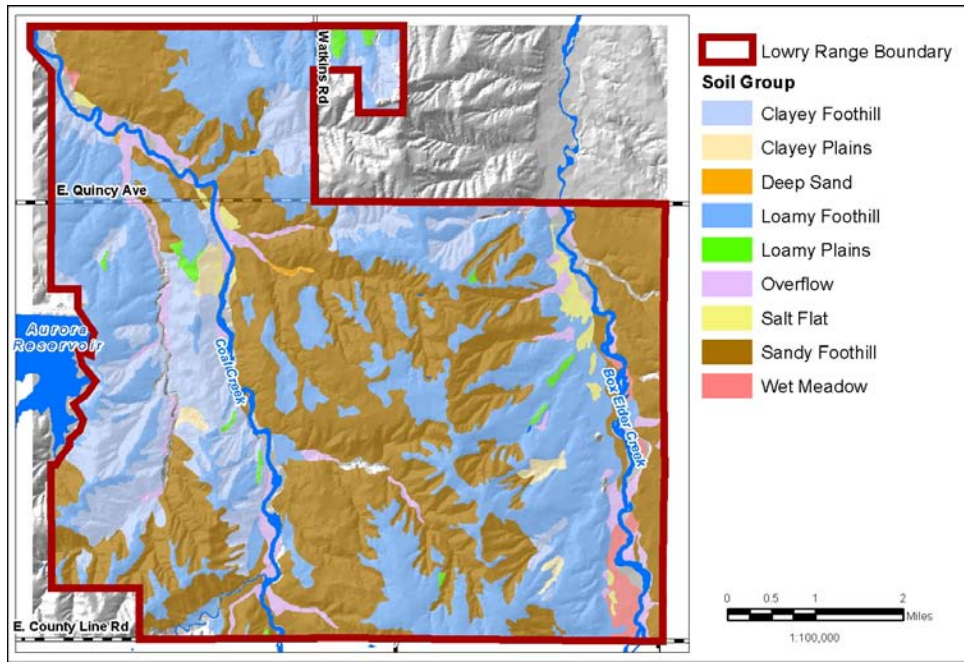 Watkins Rd
E. Quincy Ave
Aurora
Reservoir
Coal Creek
Box Elder Creek
E. County Line Rd
Lowry Range Boundary
Soil Group
Clayey Foothill
Clayey Plains
Deep Sand
Loamy Foothill
Loamy Plains
Overflow
Salt Flat
Sandy Foothill
Wet Meadow
0 0.5 1 2
Miles
1:100,000